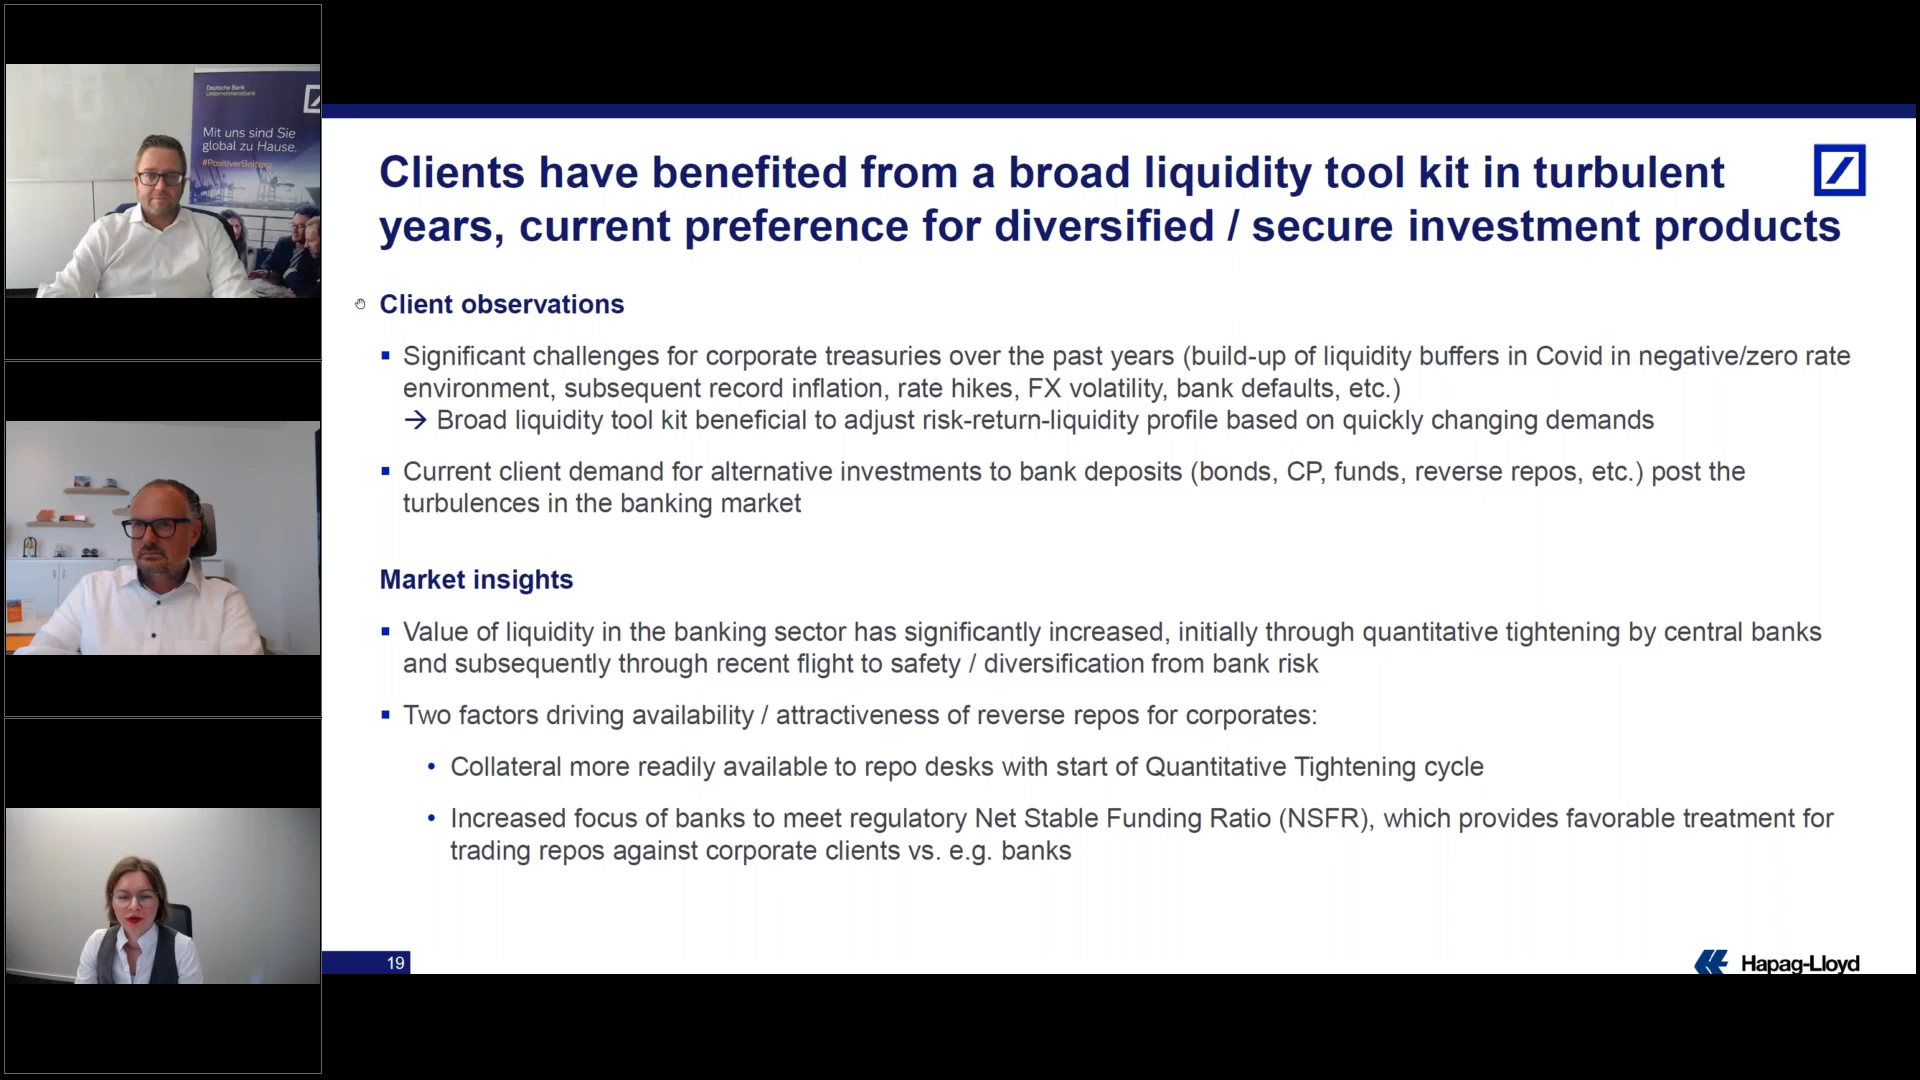 Deutsche Bank
Unternehmensbank
Mit uns sind Sie
global zu Hause.
#PositiverBeitrag
Clients have benefited from a broad liquidity tool kit in turbulent
years, current preference for diversified / secure investment products
Client observations
▪ Significant challenges for corporate treasuries over the past years (build-up of liquidity buffers in Covid in negative/zero rate
environment, subsequent record inflation, rate hikes, FX volatility, bank defaults, etc.)
→ Broad liquidity tool kit beneficial to adjust risk-return-liquidity profile based on quickly changing demands
▪ Current client demand for alternative investments to bank deposits (bonds, CP, funds, reverse repos, etc.) post the
turbulences in the banking market
Market insights
▪ Value of liquidity in the banking sector has significantly increased, initially through quantitative tightening by central banks
and subsequently through recent flight to safety / diversification from bank risk
▪ Two factors driving availability / attractiveness of reverse repos for corporates:
• Collateral more readily available to repo desks with start of Quantitative Tightening cycle
• Increased focus of banks to meet regulatory Net Stable Funding Ratio (NSFR), which provides favorable treatment for
trading repos against corporate clients vs. e.g. banks
19
Hapag-Lloyd